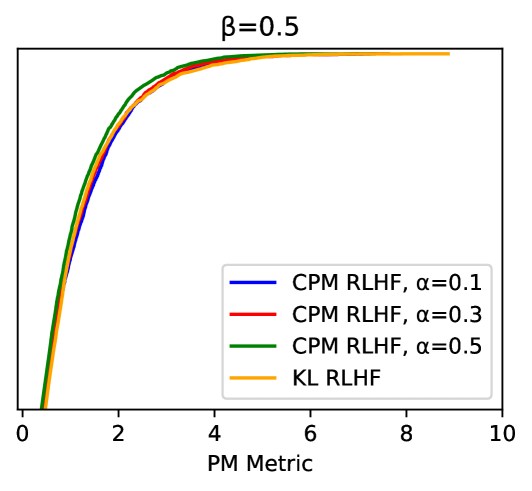 β=0.5
CPM RLHF, α=0.1
CPM RLHF, α=0.3
CPM RLHF, α=0.5
KL RLHF
0 2 4 6 8 10
PM Metric